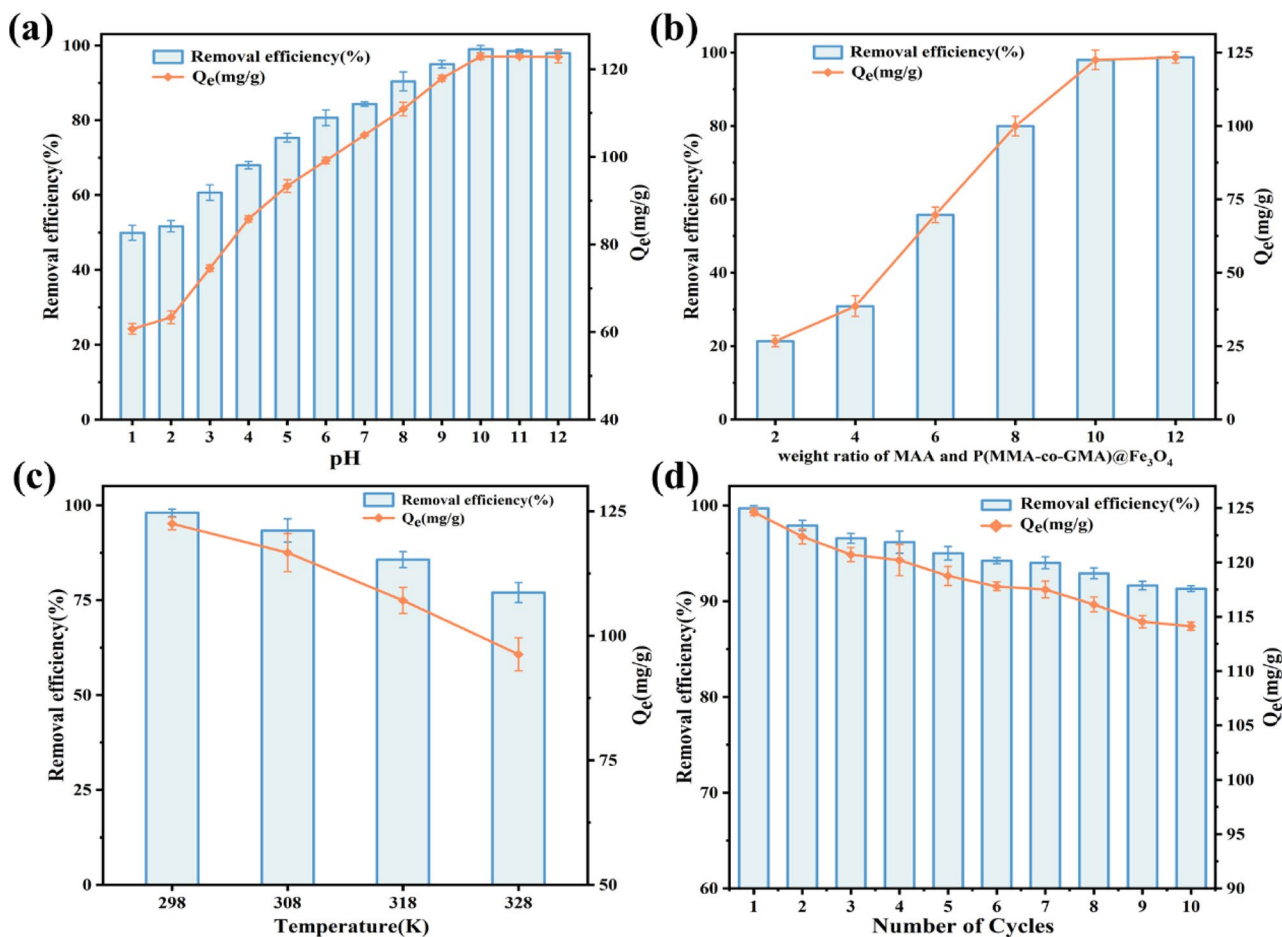 (a)
Removal efficiency(%)
Qe(mg/g)
100
80
60
40
20
0
Removal efficiency(%)
120
100
80
60
40
Qe(mg/g)
1 2 3 4 5 6 7 8 9 10 11 12
pH
(b)
Removal efficiency(%)
Qe(mg/g)
100
80
60
40
20
0
Removal efficiency(%)
125
100
75
50
25
0
Qe(mg/g)
2 4 6 8 10 12
weight ratio of MAA and P(MMA-co-GMA)@Fe₃O₄
(c)
Removal efficiency(%)
Qe(mg/g)
100
75
50
25
0
Removal efficiency(%)
125
100
75
50
Qe(mg/g)
298 308 318 328
Temperature(K)
(d)
Removal efficiency(%)
Qe(mg/g)
100
90
80
70
60
Removal efficiency(%)
125
120
115
110
105
120
95
90
Qe(mg/g)
1 2 3 4 5 6 7 8 9 10
Number of Cycles